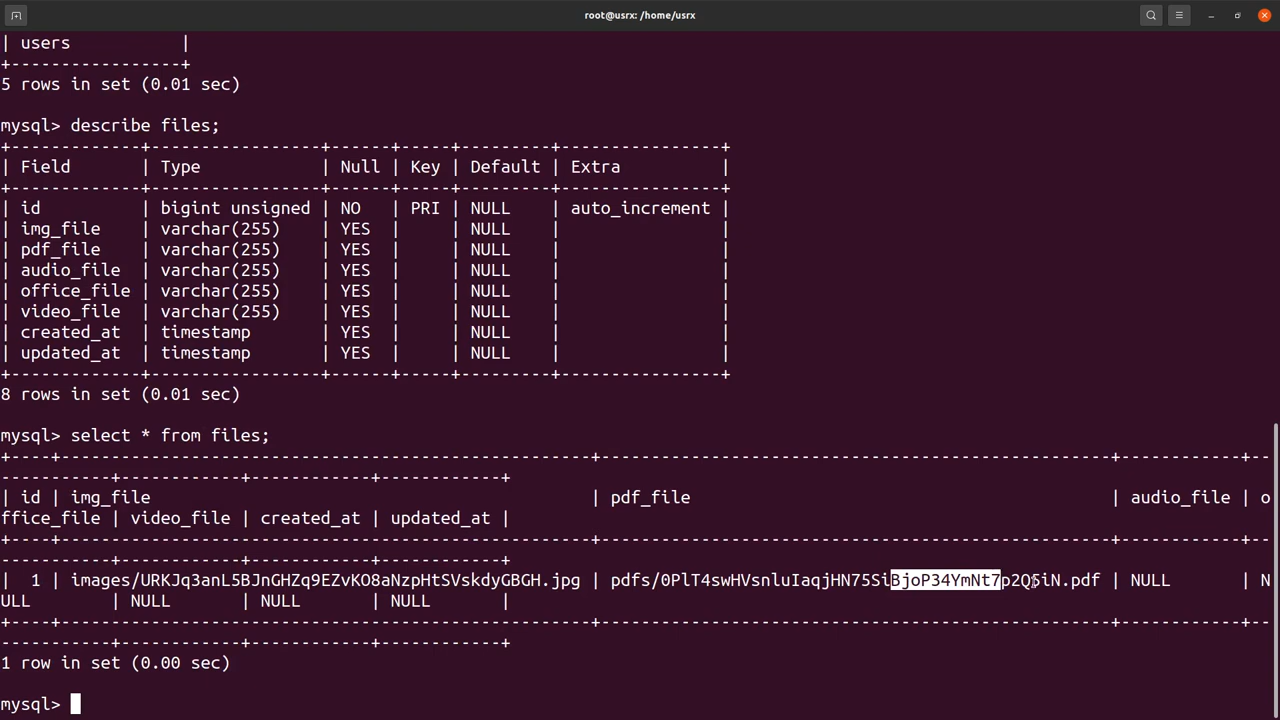 root@usrx: /home/usrx
| users           |
+-----------------+
5 rows in set (0.01 sec)
mysql> describe files;
+-------------+-----------------+------+-----+---------+----------------+
| Field       | Type            | Null | Key | Default | Extra          |
+-------------+-----------------+------+-----+---------+----------------+
| id          | bigint unsigned | NO   | PRI | NULL    | auto_increment |
| img_file    | varchar(255)    | YES  |     | NULL    |                |
| pdf_file    | varchar(255)    | YES  |     | NULL    |                |
| audio_file  | varchar(255)    | YES  |     | NULL    |                |
| office_file | varchar(255)    | YES  |     | NULL    |                |
| video_file  | varchar(255)    | YES  |     | NULL    |                |
| created_at  | timestamp       | YES  |     | NULL    |                |
| updated_at  | timestamp       | YES  |     | NULL    |                |
+-------------+-----------------+------+-----+---------+----------------+
8 rows in set (0.01 sec)
mysql> select * from files;
+----+-----------------------------------------------------+---------------------------------------------------+------------+--
-----------+------------+------------+------------+
| id | img_file                                            | pdf_file                                          | audio_file | o
ffice_file | video_file | created_at | updated_at |
+----+-----------------------------------------------------+---------------------------------------------------+------------+--
-----------+------------+------------+------------+
|  1 | images/URKJq3anL5BJnGHZq9EZvKO8aNzpHtSVskdyGBGH.jpg | pdfs/0PlT4swHVsnluIaqjHN75SiBjoP34YmNt7p2Q5iN.pdf | NULL       | N
ULL        | NULL       | NULL       | NULL       |
+----+-----------------------------------------------------+---------------------------------------------------+------------+--
-----------+------------+------------+------------+
1 row in set (0.00 sec)
mysql>